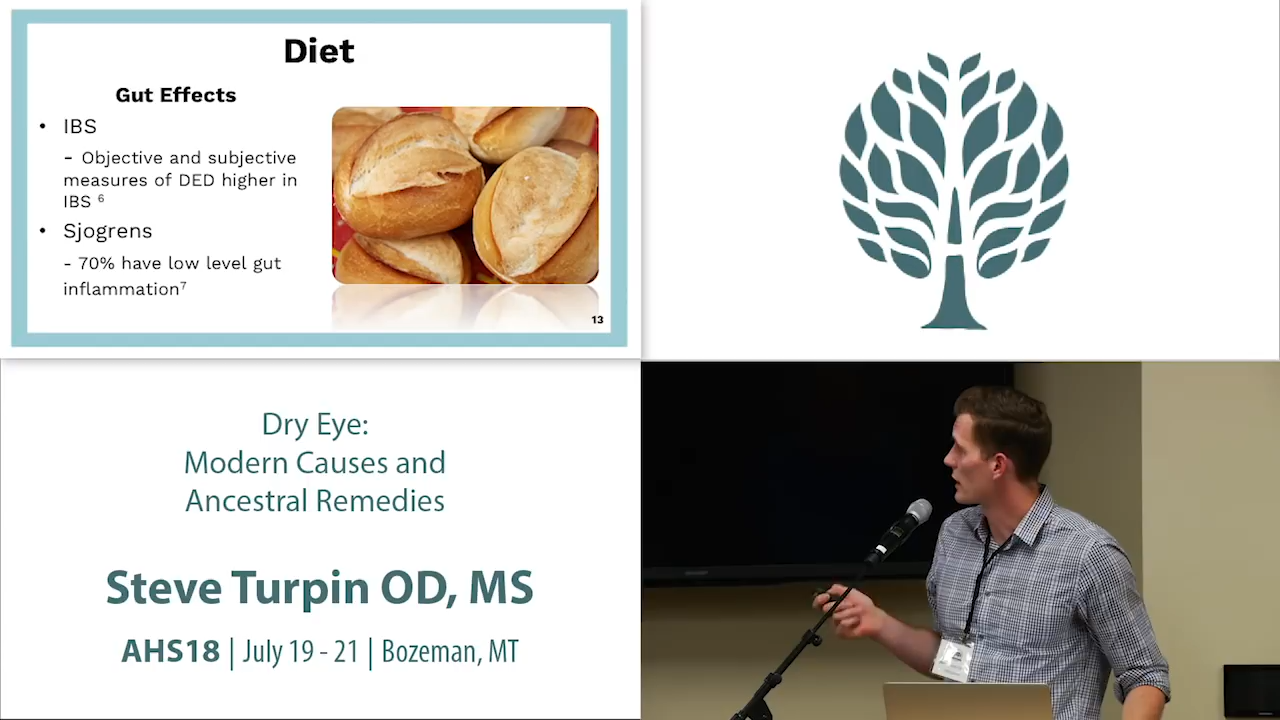 Diet
Gut Effects
• IBS
- Objective and subjective
measures of DED higher in
IBS 6
• Sjogrens
- 70% have low level gut
inflammation7
13
Dry Eye:
Modern Causes and
Ancestral Remedies
Steve Turpin OD, MS
AHS18 | July 19 - 21 | Bozeman, MT